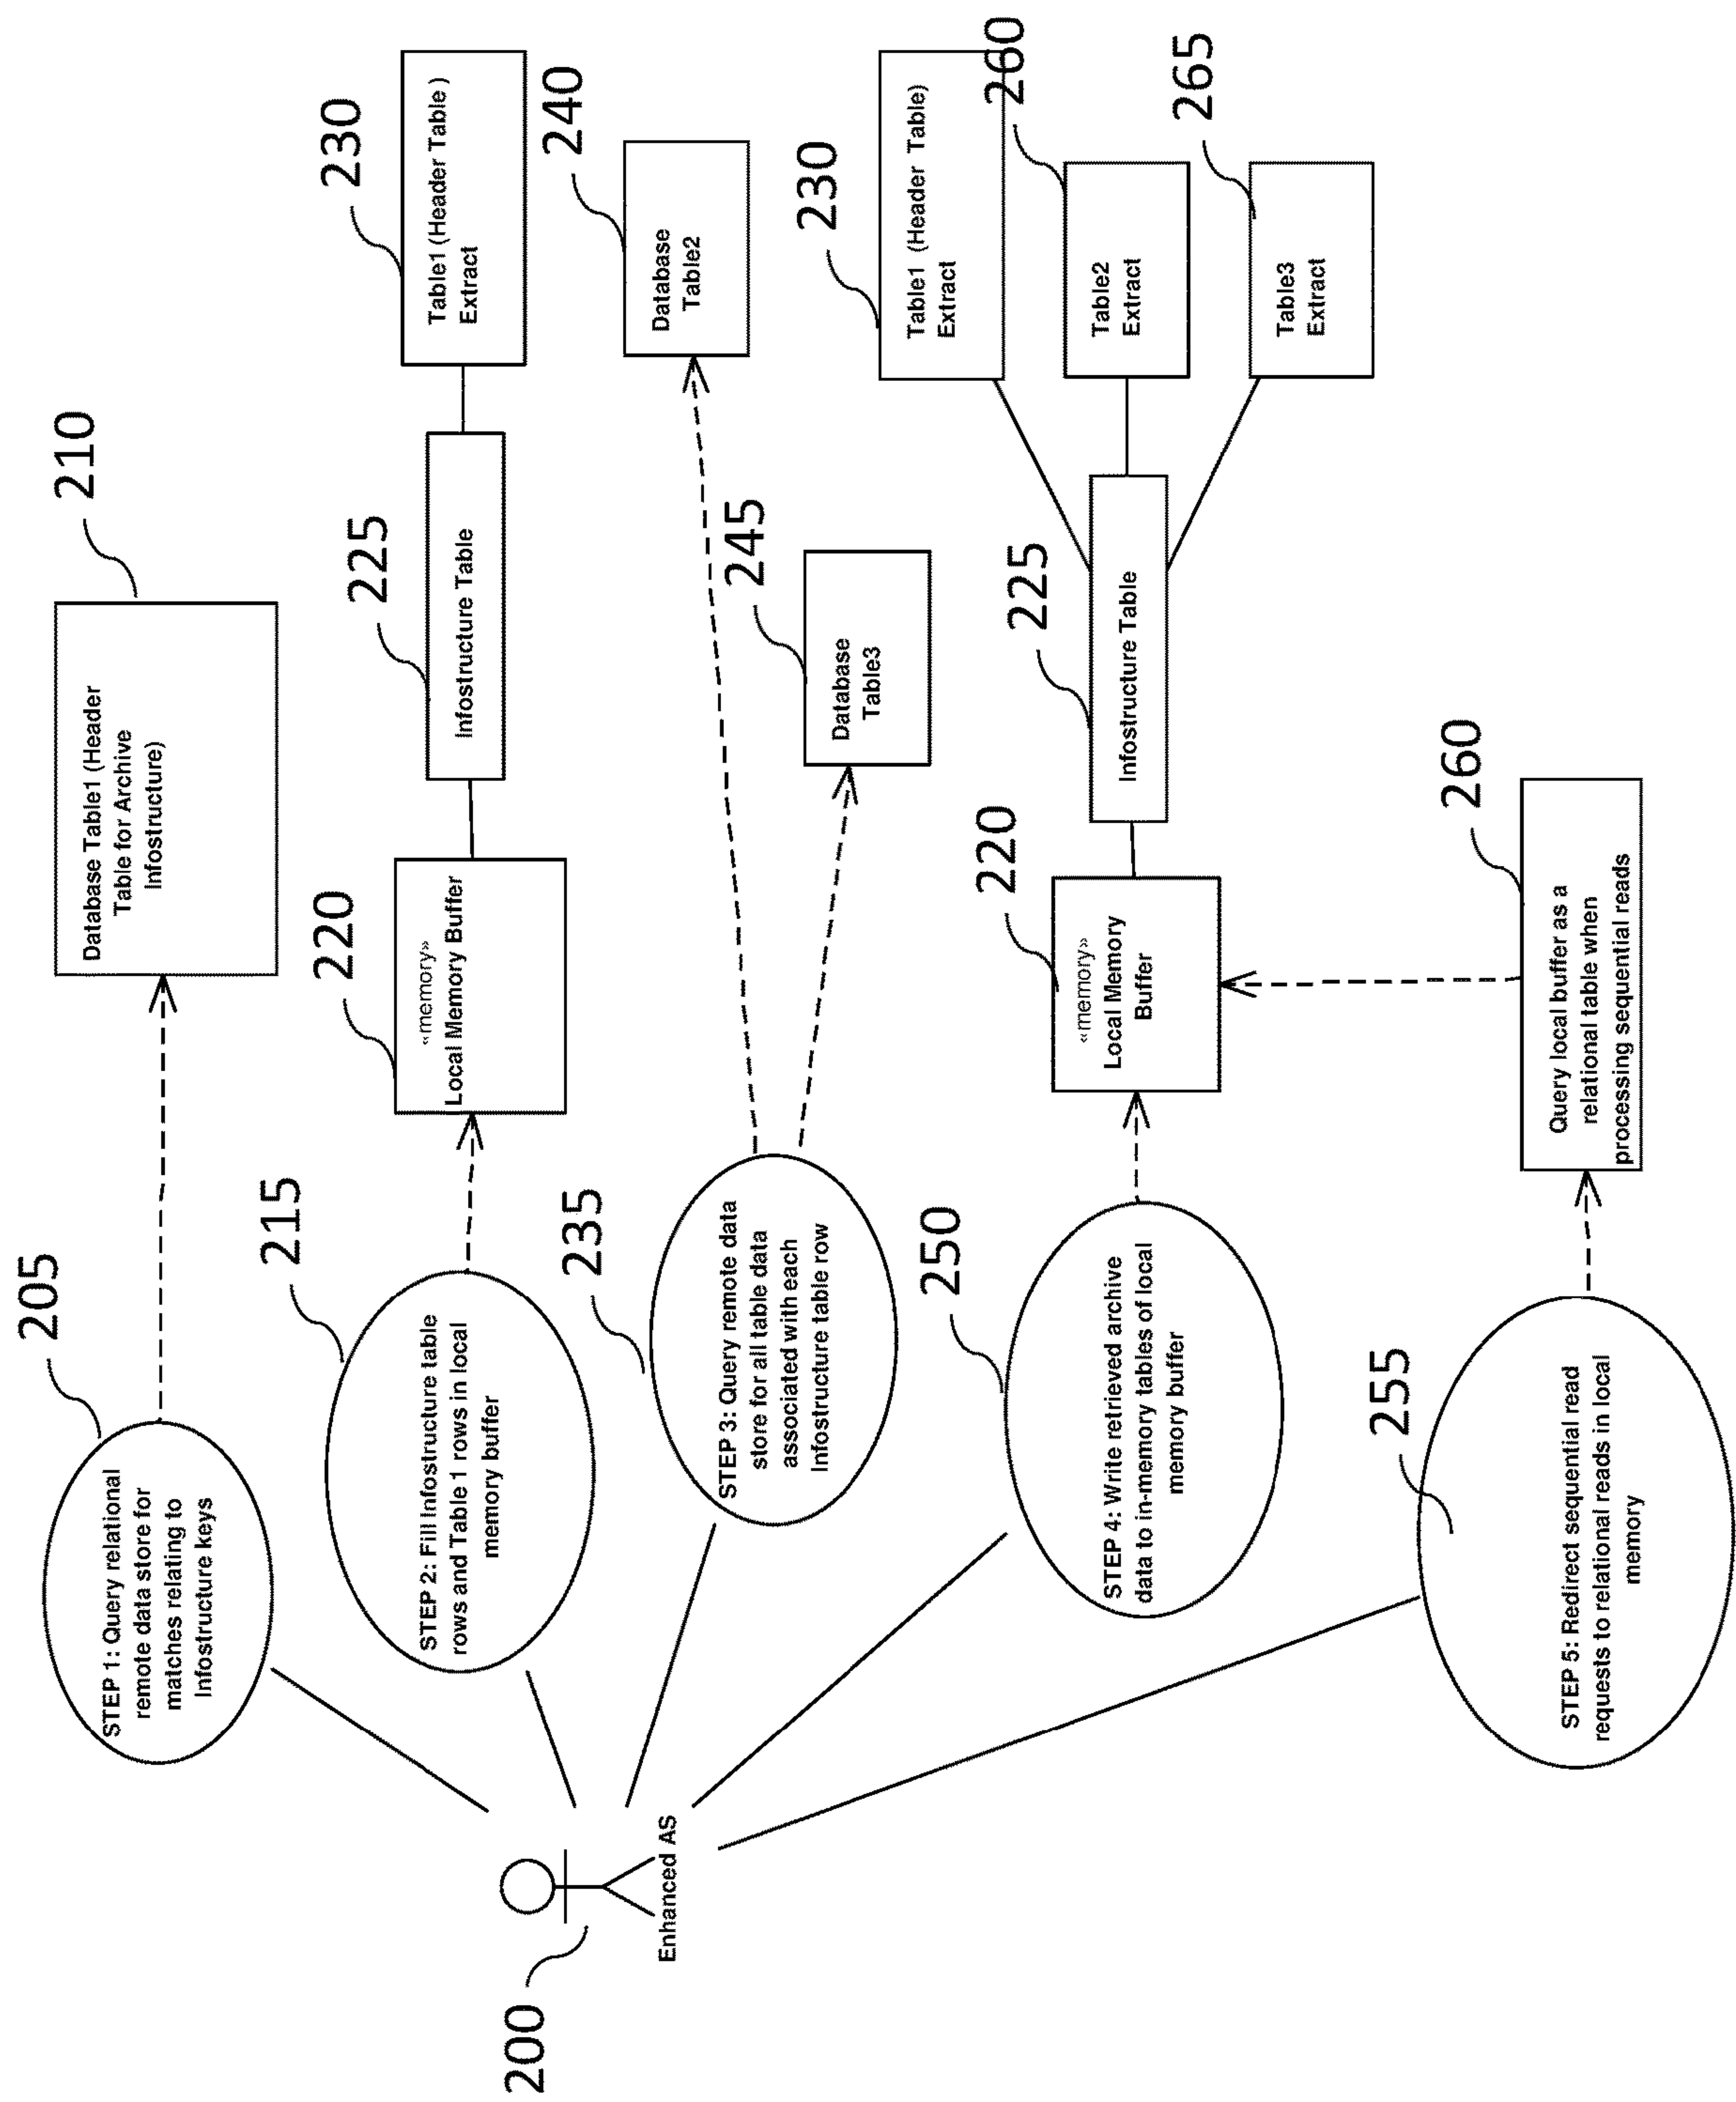 205
STEP 1: Query relational
remote data store for
matches relating to
Infostructure keys
210
Database Table1 (Header
Table for Archive
Infostructure)
215
STEP 2: Fill Infostructure table
rows and Table 1 rows in local
memory buffer
220
«memory»
Local Memory Buffer
225
Infostructure Table
230
Table1 (Header Table )
Extract
200
Enhanced AS
235
STEP 3: Query remote data
store for all table data
associated with each
Infostructure table row
240
Database
Table2
245
Database
Table3
250
STEP 4: Write retrieved archive
data to in-memory tables of local
memory buffer
220
«memory»
Local Memory
Buffer
225
Infostructure Table
230
Table1 (Header Table)
Extract
260
Table2
Extract
265
Table3
Extract
255
STEP 5: Redirect sequential read
requests to relational reads in local
memory
260
Query local buffer as a
relational table when
processing sequential reads